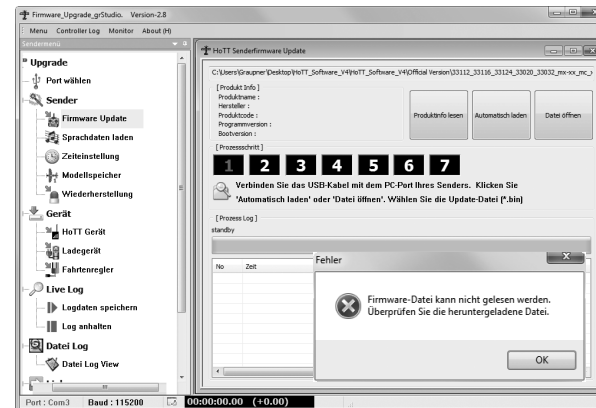 Firmware_Upgrade_grStudio. Version-2.8
Menu Controller Log Monitor About (H)
Sendermenü
Upgrade
Port wählen
Sender
Firmware Update
Sprachdaten laden
Zeiteinstellung
Modellspeicher
Wiederherstellung
Gerät
HoTT Gerät
Ladegerät
Fahrtenregler
Live Log
Logdaten speichern
Log anhalten
Datei Log
Datei Log View
Port : Com3 Baud : 115200 00:00:00.00 (+0.00)
HoTT Senderfirmware Update
C:\Users\Graupner\Desktop\HoTT_Software_V4\HoTT_Software_V4\Official Version\33112_33116_33124_33020_33032_mx-xx_mc_
[ Produkt Info ]
Produktname :
Hersteller :
Produktcode :
Programmversion :
Bootversion :
Produktinfo lesen Automatisch laden Datei öffnen
[ Prozessschritt ]
1 2 3 4 5 6 7
Verbinden Sie das USB-Kabel mit dem PC-Port Ihres Senders. Klicken Sie
'Automatisch laden' oder 'Datei öffnen'. Wählen Sie die Update-Datei (*.bin)
[ Prozess Log ]
standby
No Zeit
Fehler
Firmware-Datei kann nicht gelesen werden.
Überprüfen Sie die heruntergeladene Datei.
OK